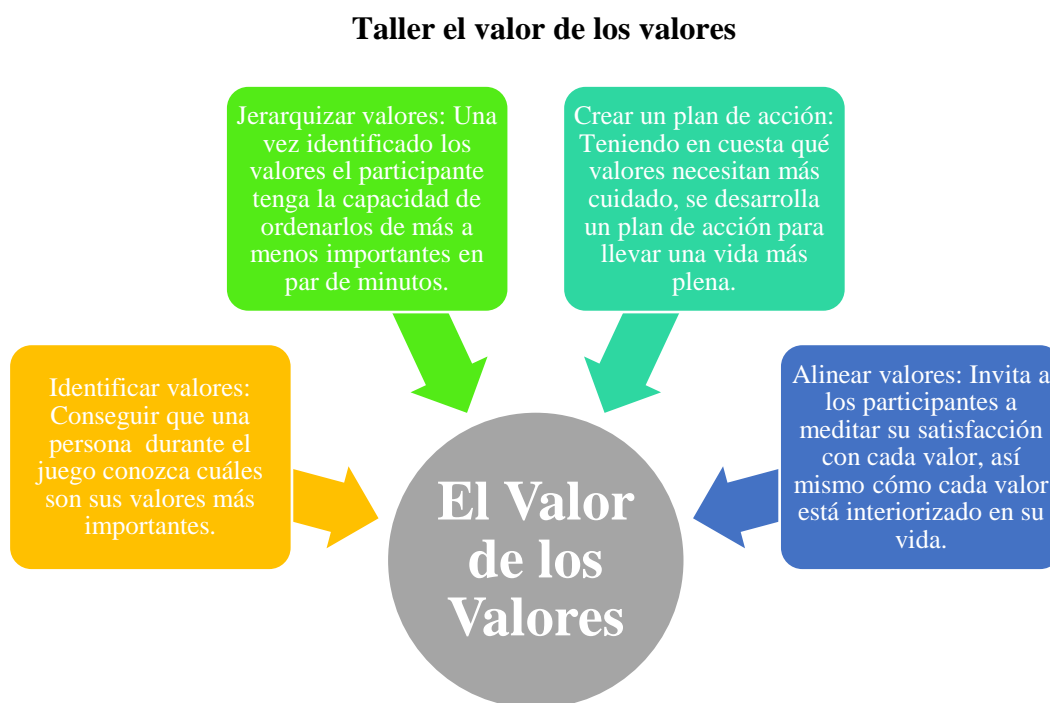 Taller el valor de los valores
Jerarquizar valores: Una
vez identificado los
valores el participante
tenga la capacidad de
ordenarlos de más a
menos importantes en
par de minutos.
Crear un plan de acción:
Teniendo en cuesta qué
valores necesitan más
cuidado, se desarrolla
un plan de acción para
llevar una vida más
plena.
Identificar valores:
Conseguir que una
persona durante el
juego conozca cuáles
son sus valores más
importantes.
Alinear valores: Invita a
los participantes a
meditar su satisfacción
con cada valor, así
mismo cómo cada valor
está interiorizado en su
vida.
El Valor
de los
Valores